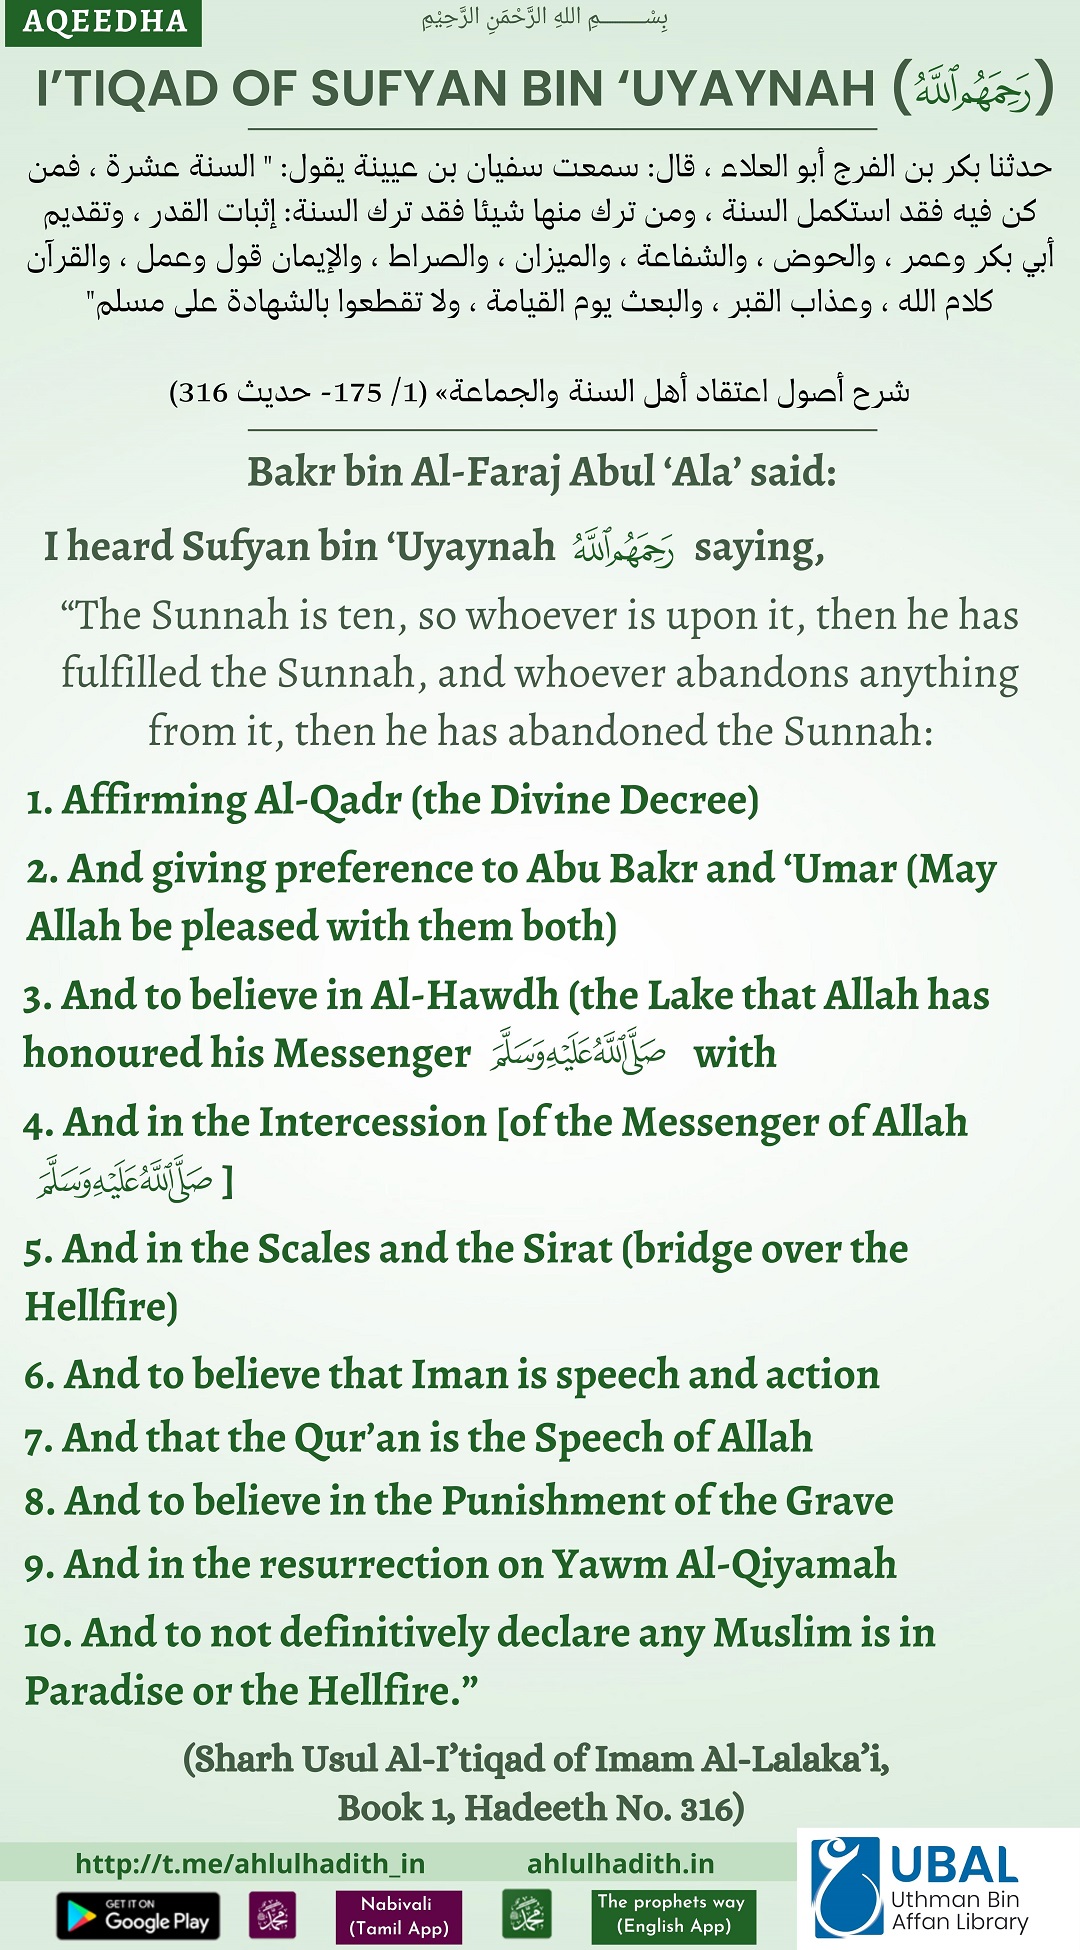 AQEEDHA
بِسْـــــــــمِ اللهِ الرَّحْمَنِ الرَّحِيْمِ
I’TIQAD OF SUFYAN BIN ‘UYAYNAH (رَحِمَهُمُ ٱللَّهُ)
حدثنا بكر بن الفرج أبو العلاء ، قال: سمعت سفيان بن عيينة يقول: " السنة عشرة ، فمن
كن فيه فقد استكمل السنة ، ومن ترك منها شيئا فقد ترك السنة: إثبات القدر ، وتقديم
أبي بكر وعمر ، والحوض ، والشفاعة ، والميزان ، والصراط ، والإيمان قول وعمل ، والقرآن
كلام الله ، وعذاب القبر ، والبعث يوم القيامة ، ولا تقطعوا بالشهادة على مسلم"
شرح أصول اعتقاد أهل السنة والجماعة» (1/ 175- حديث 316)
Bakr bin Al-Faraj Abul ‘Ala’ said:
I heard Sufyan bin ‘Uyaynah رَحِمَهُمُ ٱللَّهُ saying,
“The Sunnah is ten, so whoever is upon it, then he has
fulfilled the Sunnah, and whoever abandons anything
from it, then he has abandoned the Sunnah:
1. Affirming Al-Qadr (the Divine Decree)
2. And giving preference to Abu Bakr and ‘Umar (May
Allah be pleased with them both)
3. And to believe in Al-Hawdh (the Lake that Allah has
honoured his Messenger صَلَّى ٱللَّهُ عَلَيْهِ وَسَلَّمَ with
4. And in the Intercession [of the Messenger of Allah
صَلَّى ٱللَّهُ عَلَيْهِ وَسَلَّمَ ]
5. And in the Scales and the Sirat (bridge over the
Hellfire)
6. And to believe that Iman is speech and action
7. And that the Qur’an is the Speech of Allah
8. And to believe in the Punishment of the Grave
9. And in the resurrection on Yawm Al-Qiyamah
10. And to not definitively declare any Muslim is in
Paradise or the Hellfire.”
(Sharh Usul Al-I’tiqad of Imam Al-Lalaka’i,
Book 1, Hadeeth No. 316)
http://t.me/ahlulhadith_in
ahlulhadith.in
GET IT ON
Google Play
محمد
Nabivali
(Tamil App)
محمد
The prophets way
(English App)
UBAL
Uthman Bin
Affan Library